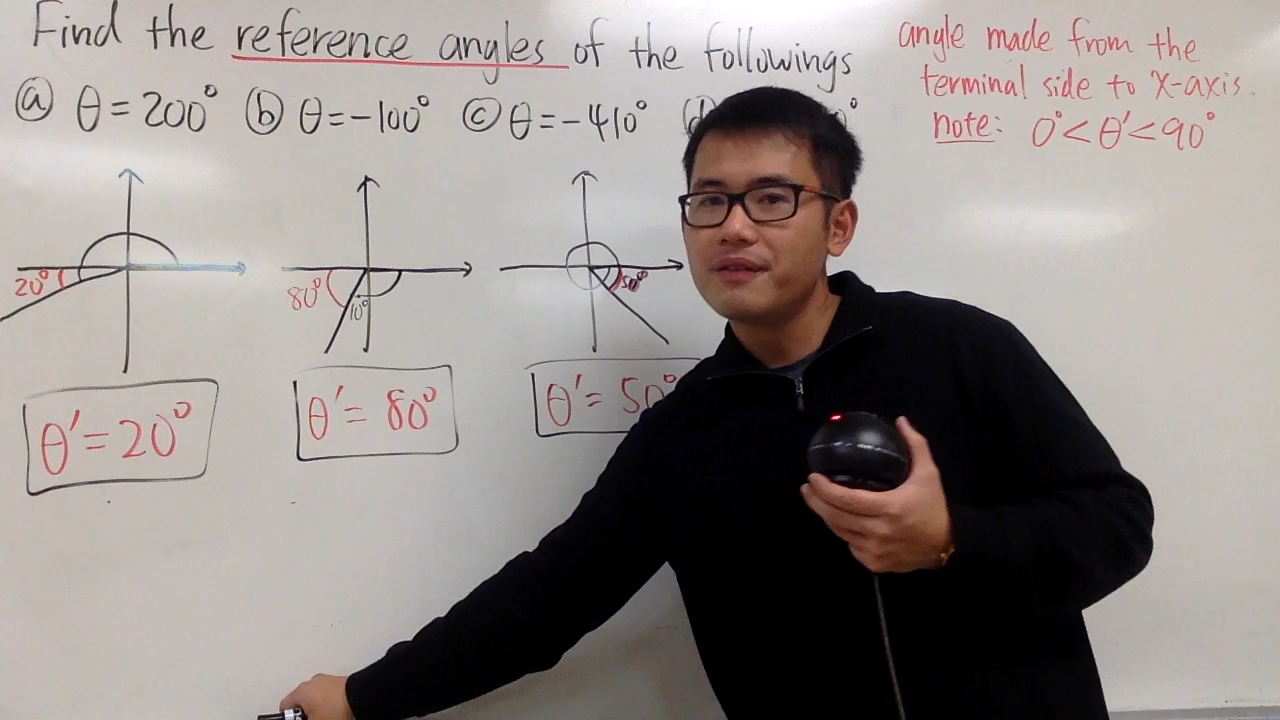 Find the reference angles of the followings
ⓐ θ = 200° ⓑ θ = -100° ⓒ θ = -410° ⓓ
angle made from the
terminal side to x-axis.
note: 0° < θ' < 90°
20°
80°
10°
50°
θ' = 20°
θ' = 80°
θ' = 50°